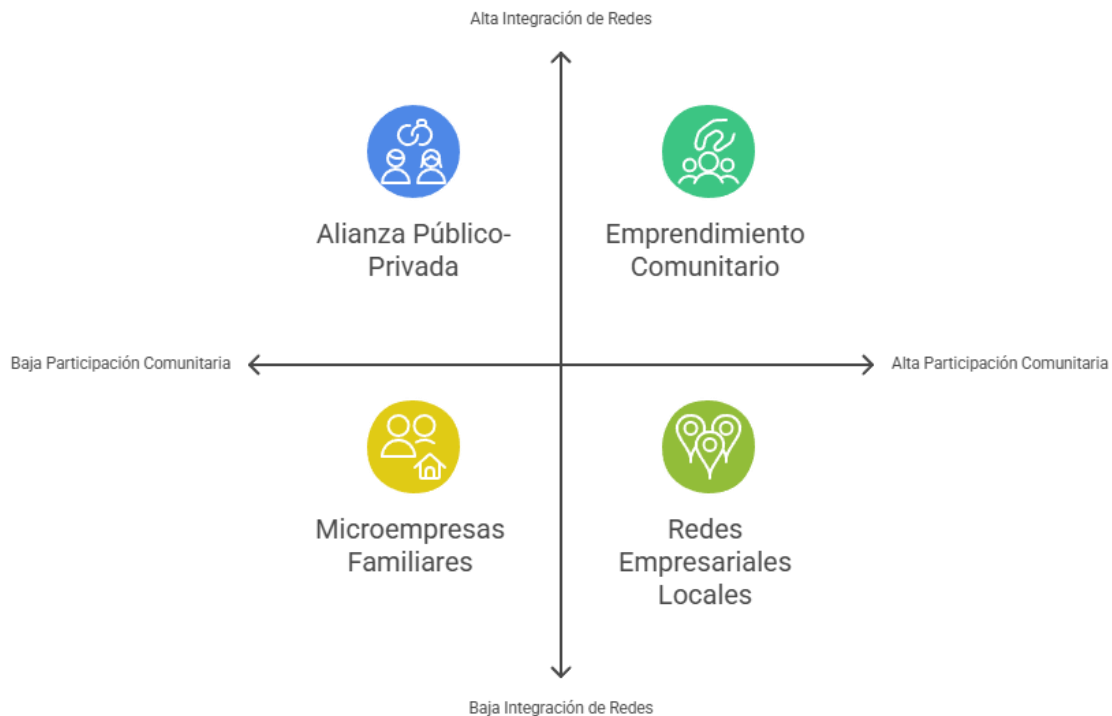 Alta Integración de Redes
Alianza Público-
Privada
Emprendimiento
Comunitario
Baja Participación Comunitaria
Alta Participación Comunitaria
Microempresas
Familiares
Redes
Empresariales
Locales
Baja Integración de Redes